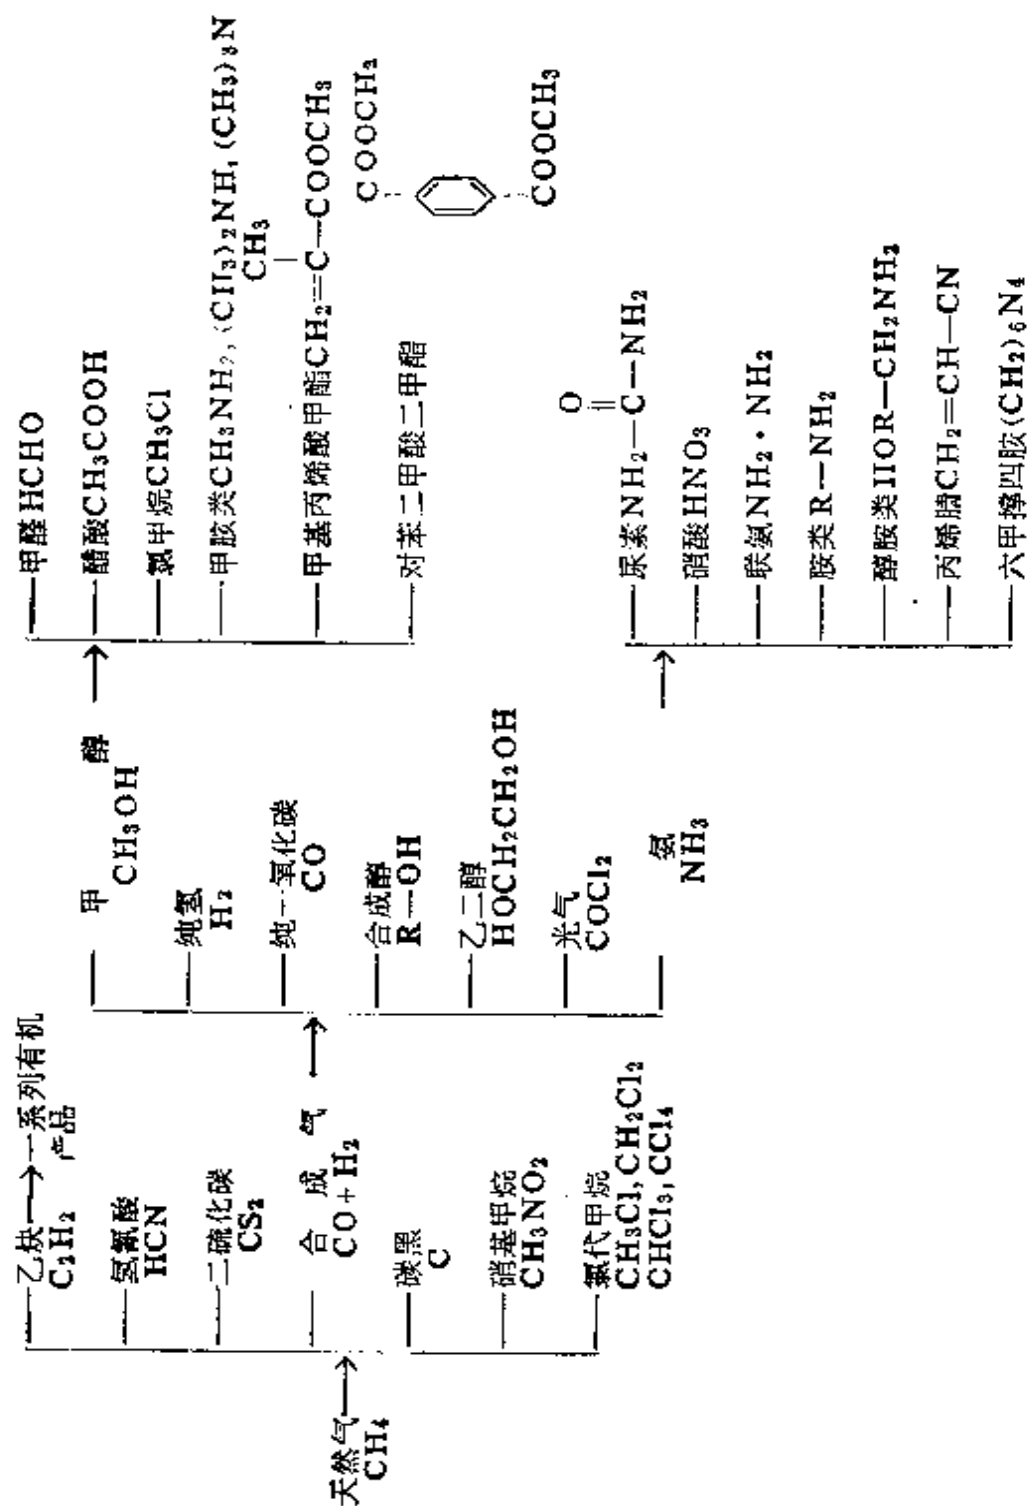 天然气→
CH₄
乙炔→一系列有机
C₂H₂ 产品
氢氰酸
HCN
二硫化碳
CS₂
合成气→
CO+H₂
碳黑
C
硝基甲烷
CH₃NO₂
氯代甲烷
CH₃Cl, CH₂Cl₂
CHCl₃, CCl₄
甲醇→
CH₃OH
纯氢
H₂
纯一氧化碳
CO
合成醇
R—OH
乙二醇
HOCH₂CH₂OH
光气
COCl₂
氨→
NH₃
甲醛HCHO
醋酸CH₃COOH
氯甲烷CH₃Cl
甲胺类CH₃NH₂, (CH₃)₂NH, (CH₃)₃N
CH₃
甲基丙烯酸甲酯CH₂=C—COOCH₃
对苯二甲酸二甲酯
COOCH₃
COOCH₃
O
尿素NH₂—C—NH₂
硝酸HNO₃
联氨NH₂·NH₂
胺类R—NH₂
醇胺类HOR—CH₂NH₂
丙烯腈CH₂=CH—CN
六甲撑四胺(CH₂)₆N₄